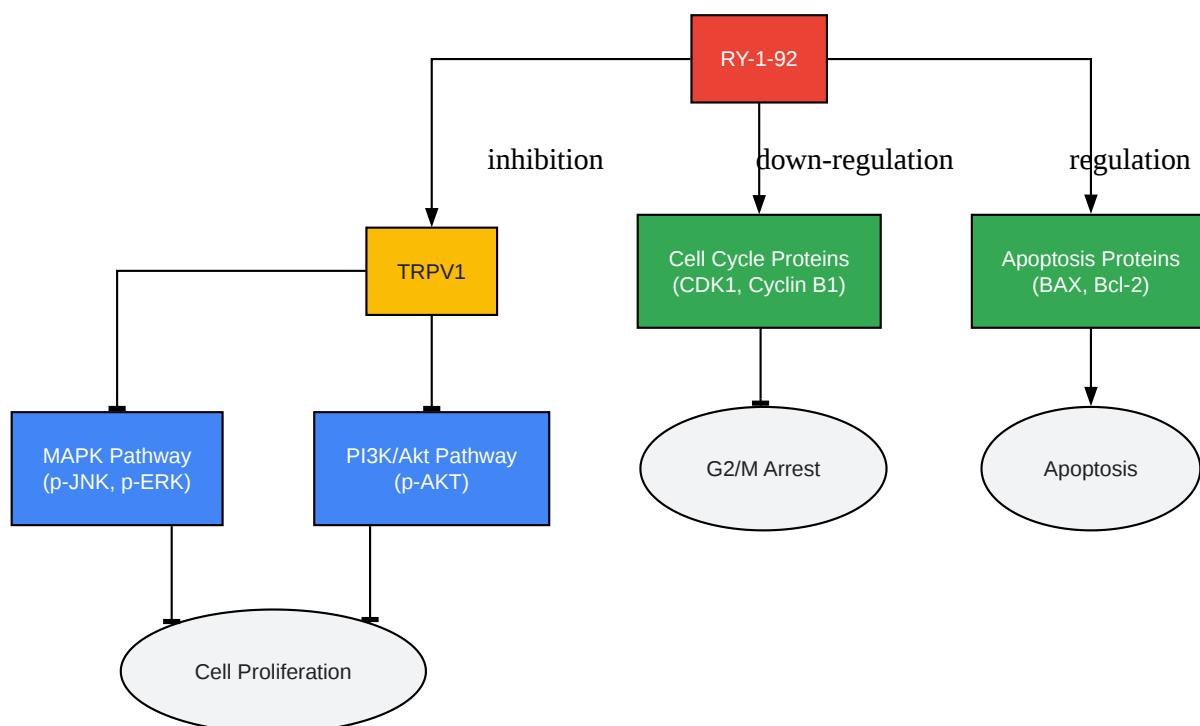 RY-1-92
inhibition
down-regulation
regulation
TRPV1
Cell Cycle Proteins
(CDK1, Cyclin B1)
Apoptosis Proteins
(BAX, Bcl-2)
MAPK Pathway
(p-JNK, p-ERK)
PI3K/Akt Pathway
(p-AKT)
G2/M Arrest
Apoptosis
Cell Proliferation